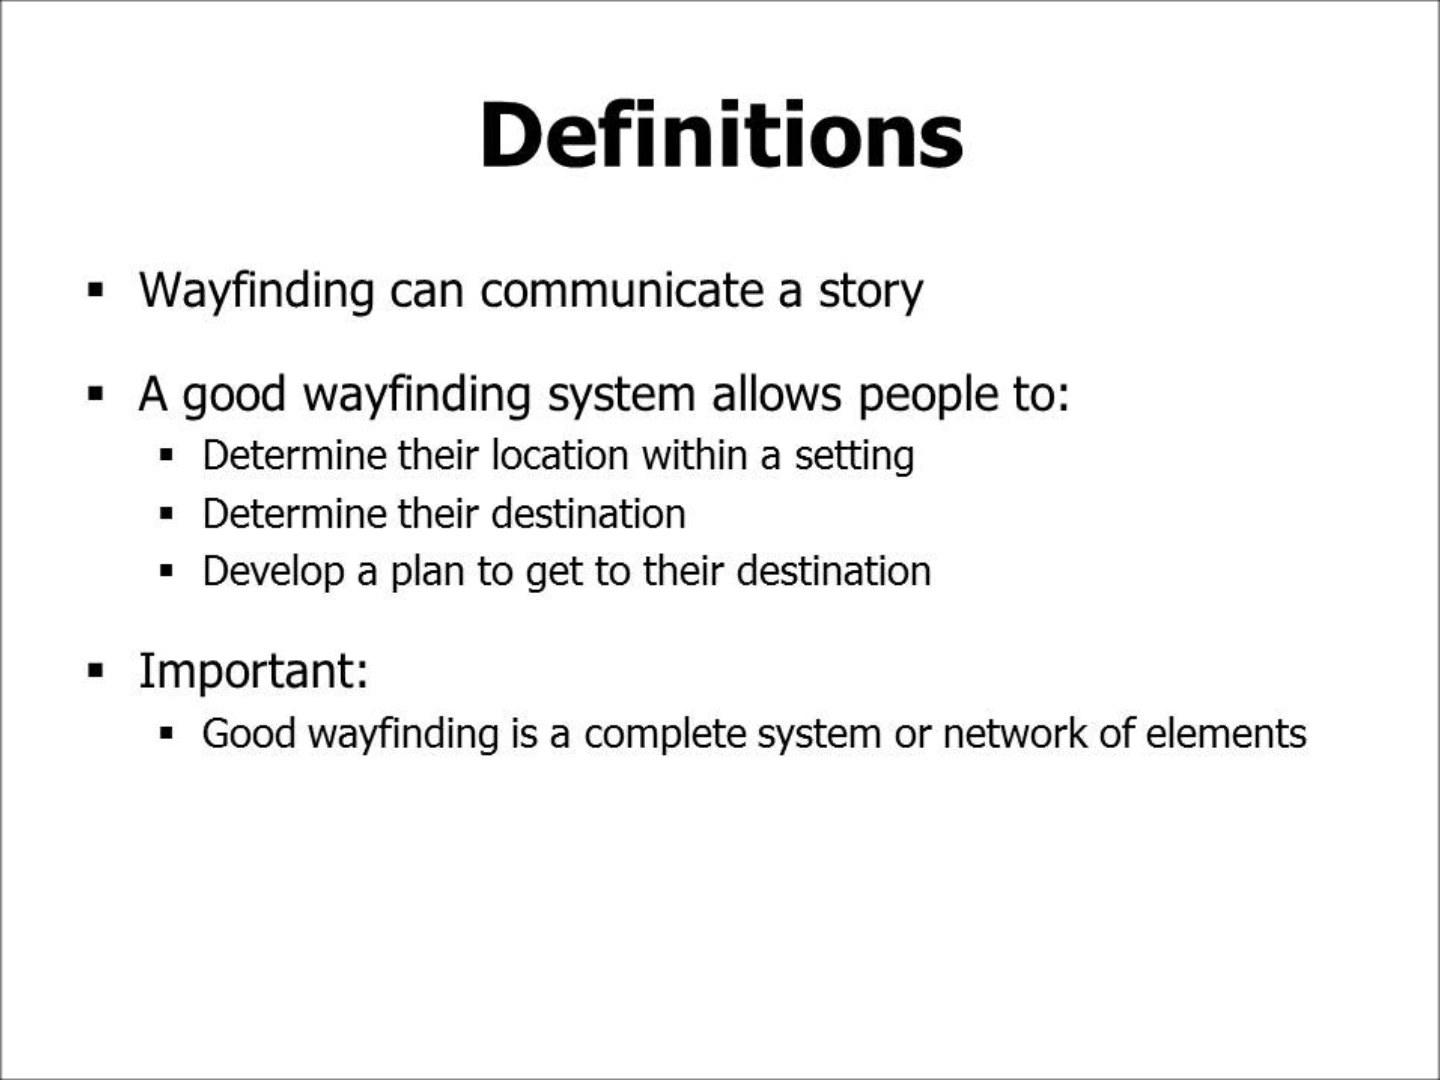 Definitions
▪ Wayfinding can communicate a story
▪ A good wayfinding system allows people to:
▪ Determine their location within a setting
▪ Determine their destination
▪ Develop a plan to get to their destination
▪ Important:
▪ Good wayfinding is a complete system or network of elements